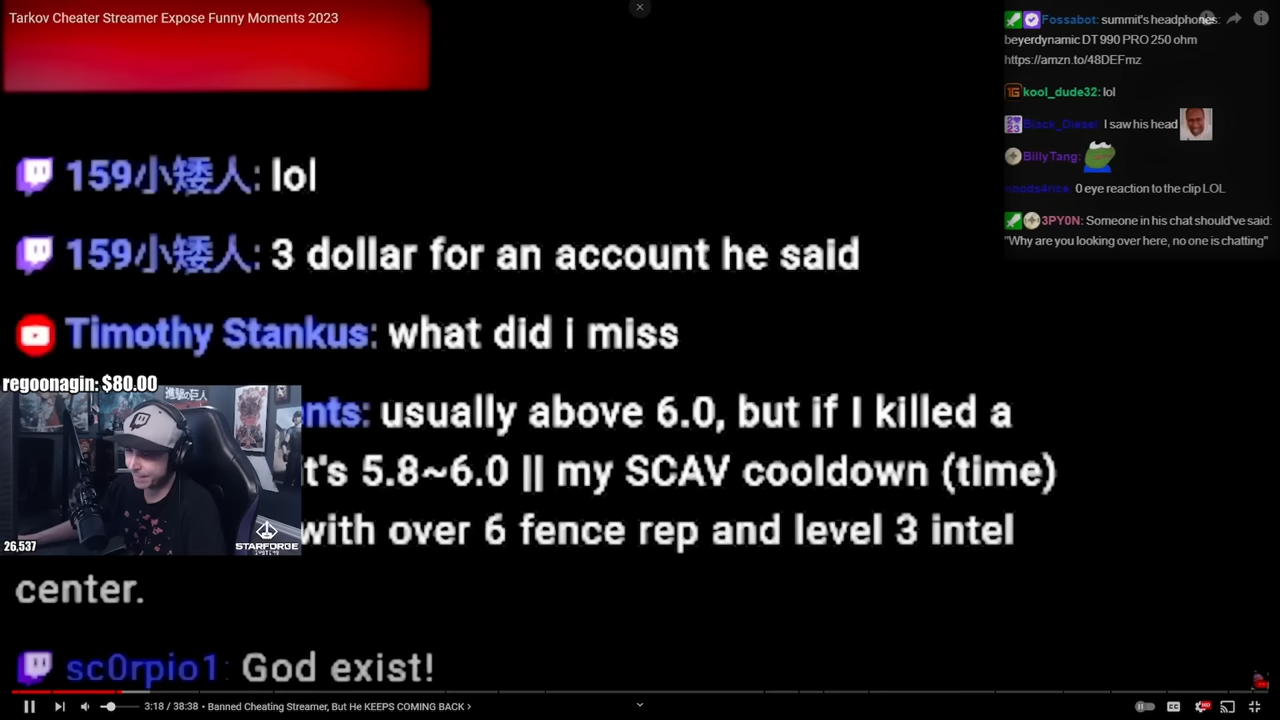 Tarkov Cheater Streamer Expose Funny Moments 2023
Fossabot: summit's headphones:
beyerdynamic DT 990 PRO 250 ohm
https://amzn.to/48DEFmz
kool_dude32: lol
Black_Diesel: I saw his head
BillyTang:
noods4rice: 0 eye reaction to the clip LOL
3PY0N: Someone in his chat should've said:
"Why are you looking over here, no one is chatting"
159小矮人: lol
159小矮人: 3 dollar for an account he said
Timothy Stankus: what did i miss
regoonagin: $80.00
nts: usually above 6.0, but if I killed a
t's 5.8~6.0 || my SCAV cooldown (time)
with over 6 fence rep and level 3 intel
center.
26,537
STARFORGE
sc0rpio1: God exist!
3:18 / 38:38 • Banned Cheating Streamer, But He KEEPS COMING BACK >